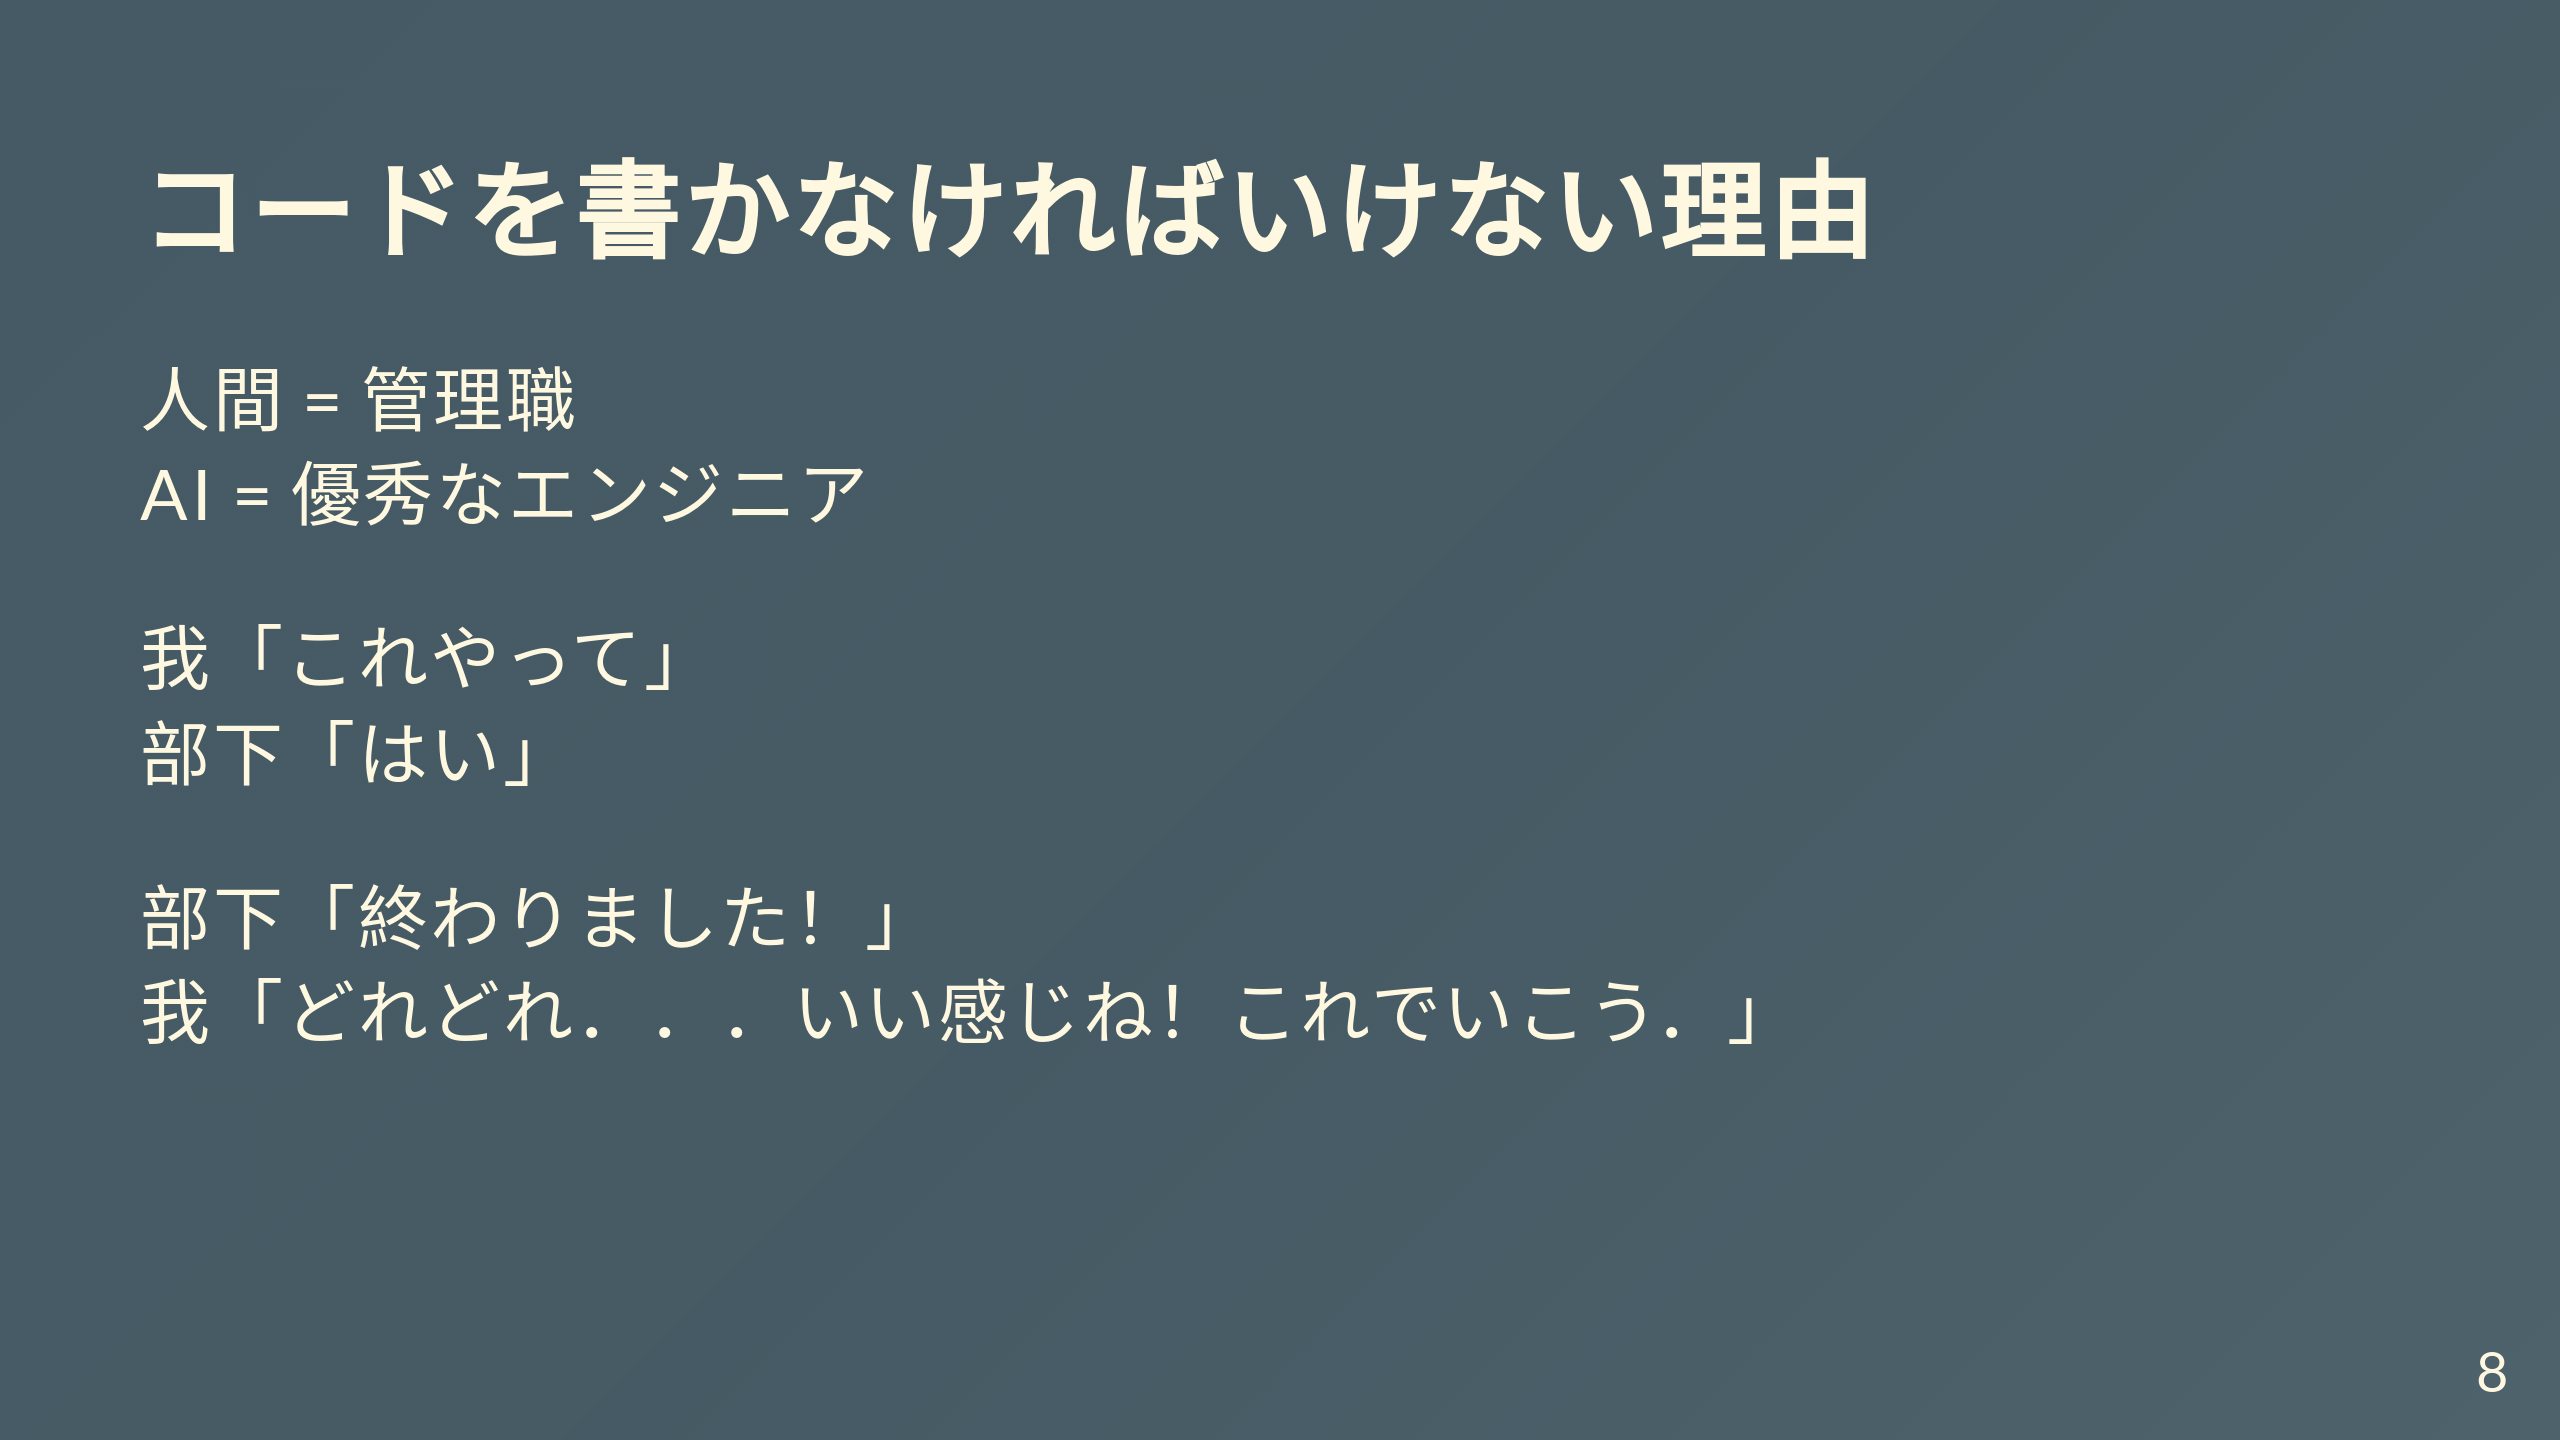 コードを書かなければいけない理由
人間 = 管理職
AI = 優秀なエンジニア
我「これやって」
部下「はい」
部下「終わりました！」
我「どれどれ．．．いい感じね！これでいこう．」
8